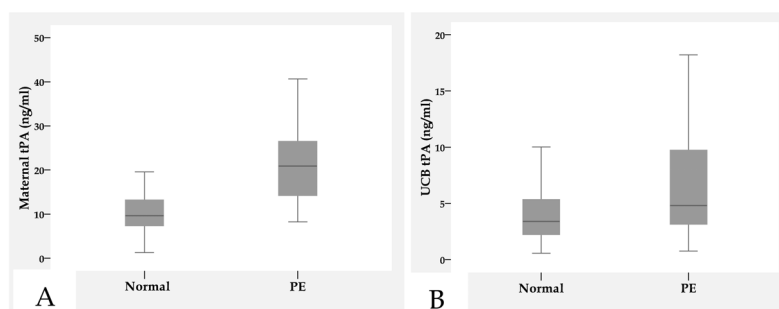 Maternal tPA (ng/ml)
50
40
30
20
10
0
Normal
PE
A
UCB tPA (ng/ml)
20
15
10
5
0
Normal
PE
B